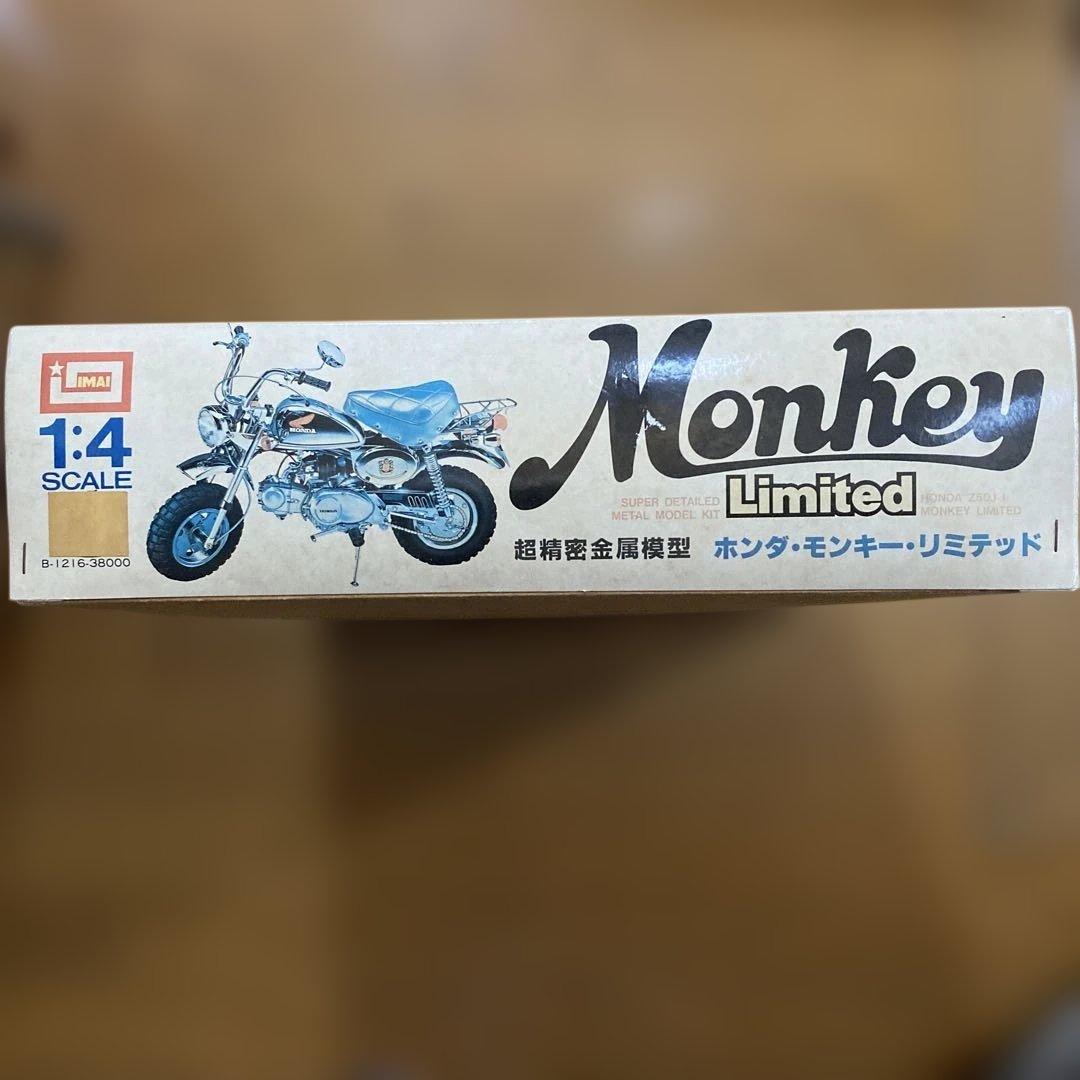 IMAI
1:4
SCALE
B-1216-38000
HONDA
HONDA
Monkey
Limited
SUPER DETAILED
METAL MODEL KIT
HONDA Z50J-I
MONKEY LIMITED
超精密金属模型 ホンダ・モンキー・リミテッド